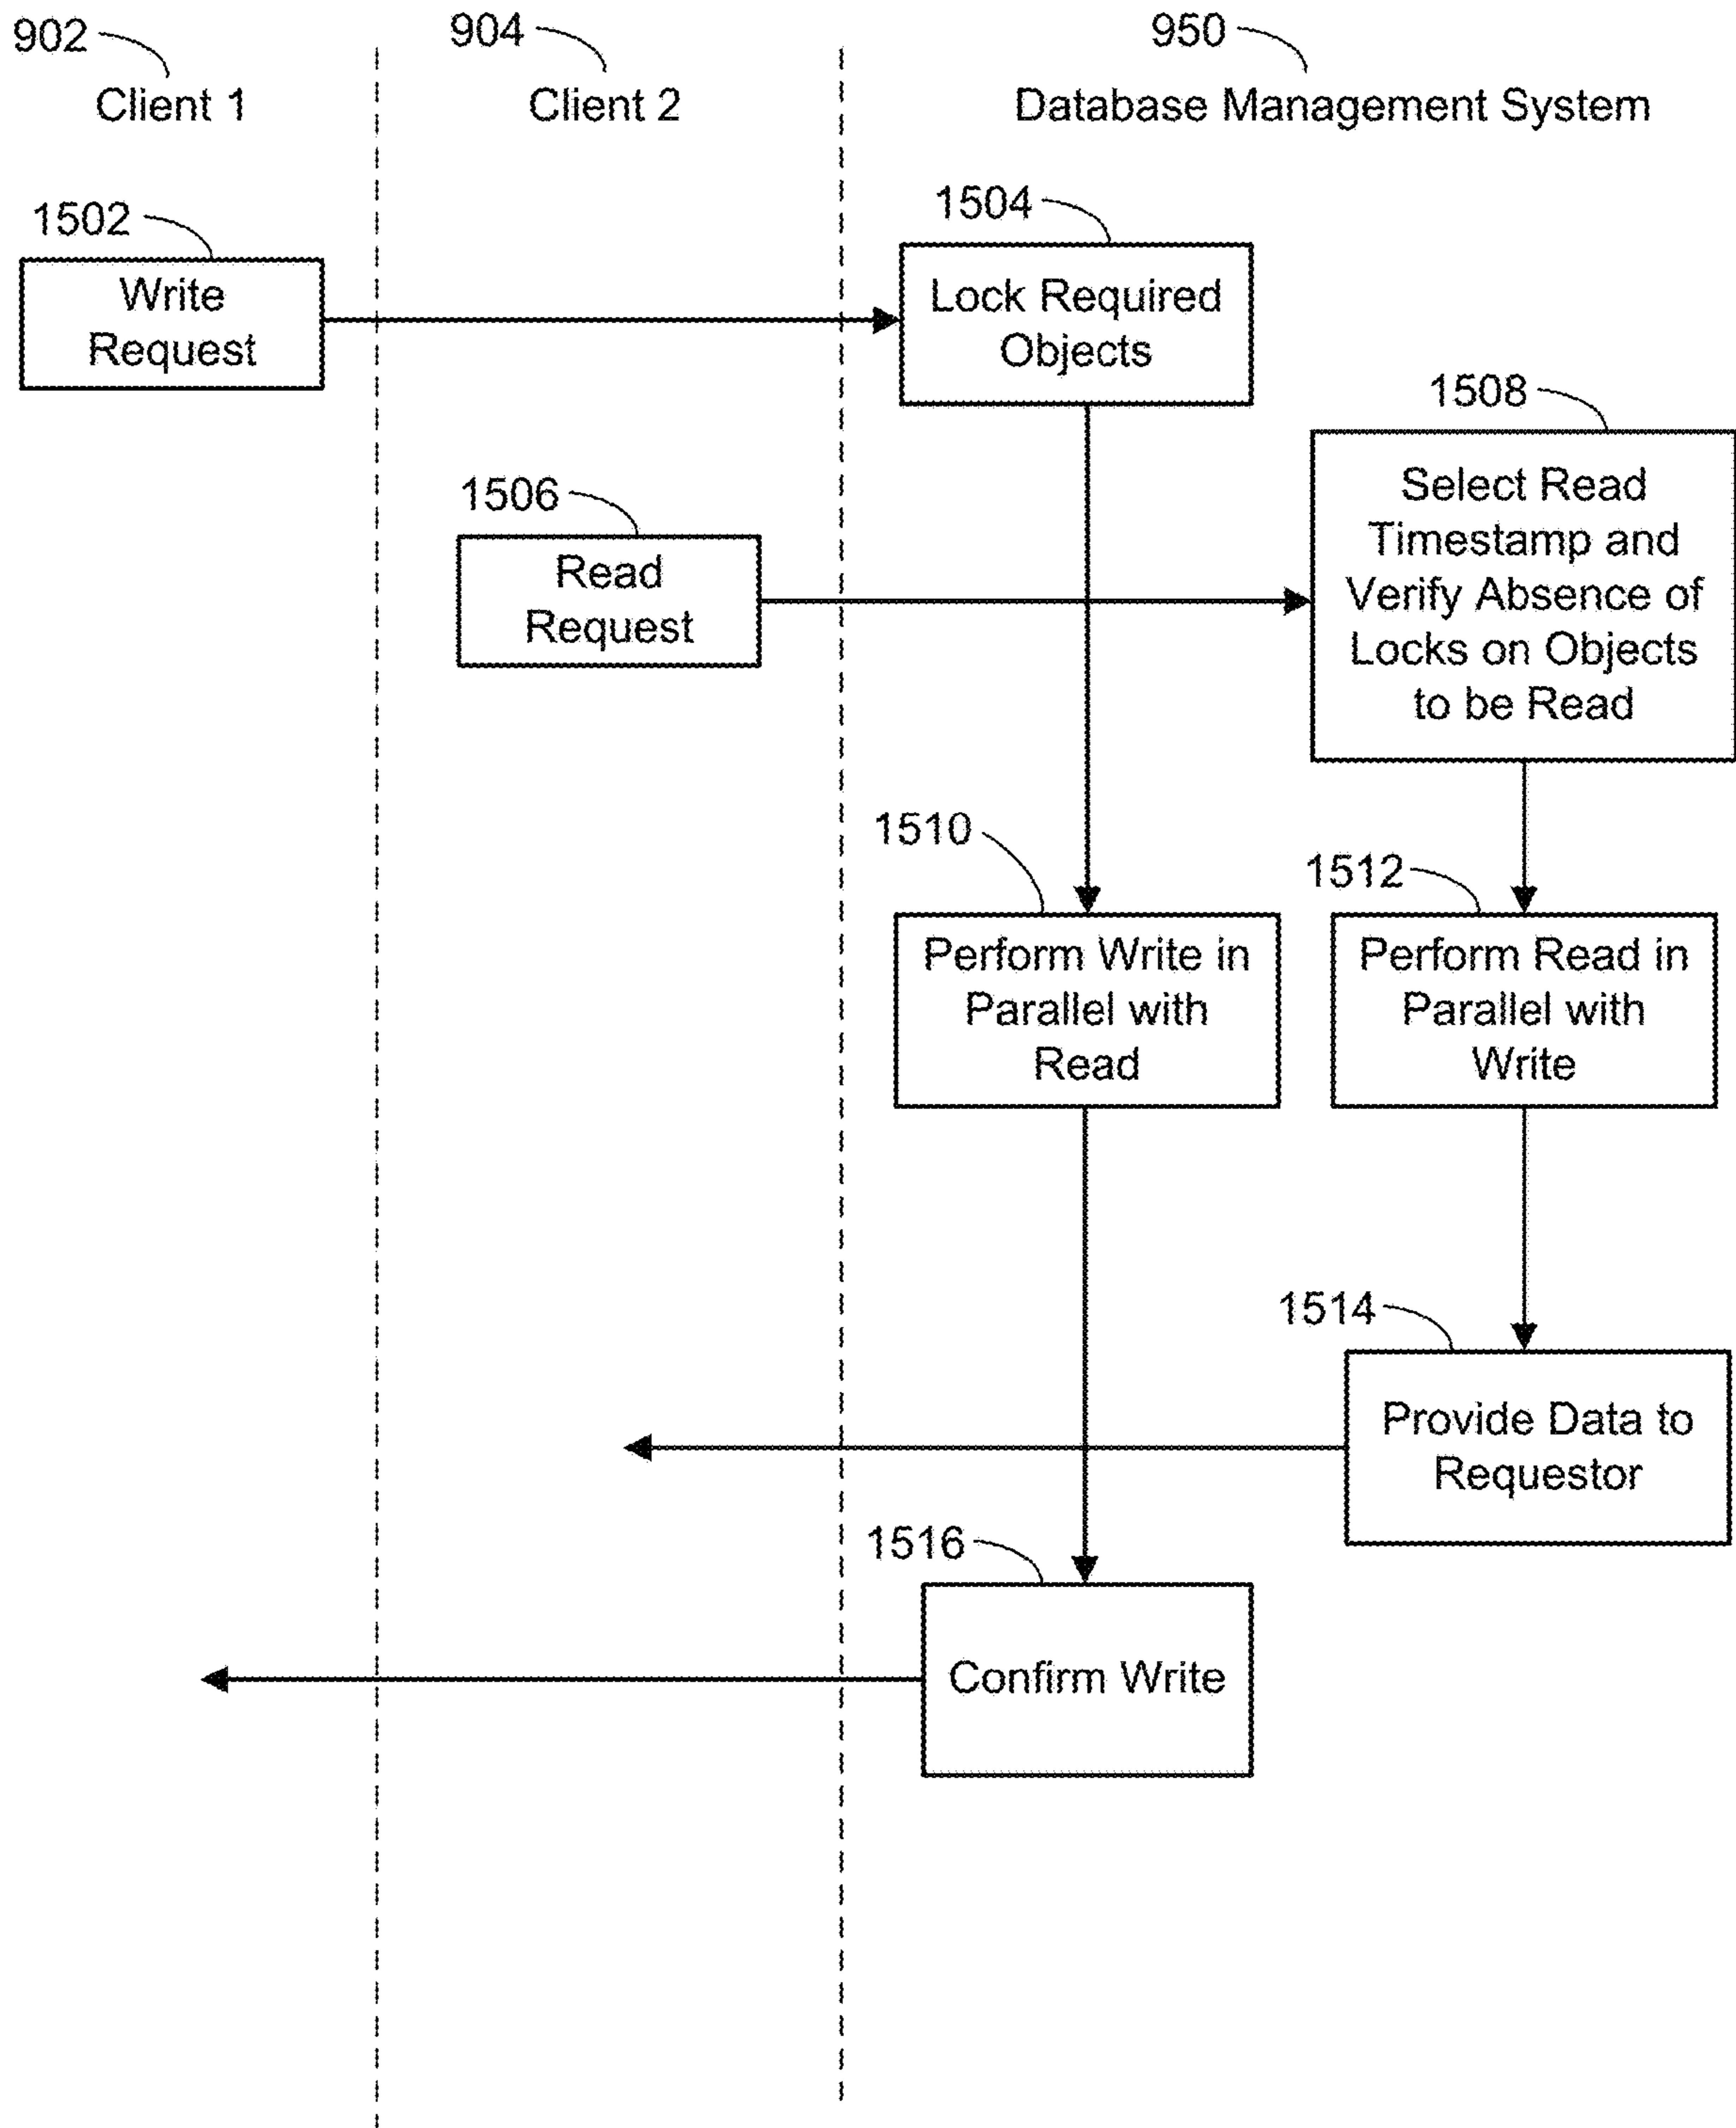 902
904
950
Client 1
Client 2
Database Management System
1502
1504
Write
Request
Lock Required
Objects
1508
1506
Select Read
Timestamp and
Verify Absence of
Locks on Objects
to be Read
Read
Request
1510
1512
Perform Write in
Parallel with
Read
Perform Read in
Parallel with
Write
1514
Provide Data to
Requestor
1516
Confirm Write